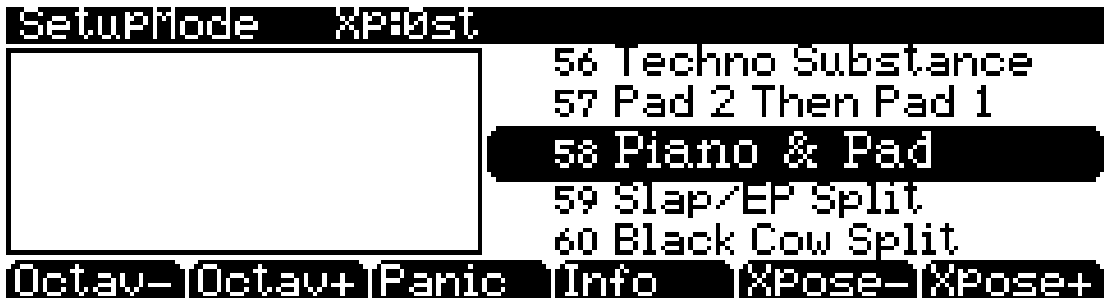 SetupMode XP:0st
56 Techno Substance
57 Pad 2 Then Pad 1
58 Piano & Pad
59 Slap/EP Split
60 Black Cow Split
Octav- Octav+ Panic Info XPose- XPose+